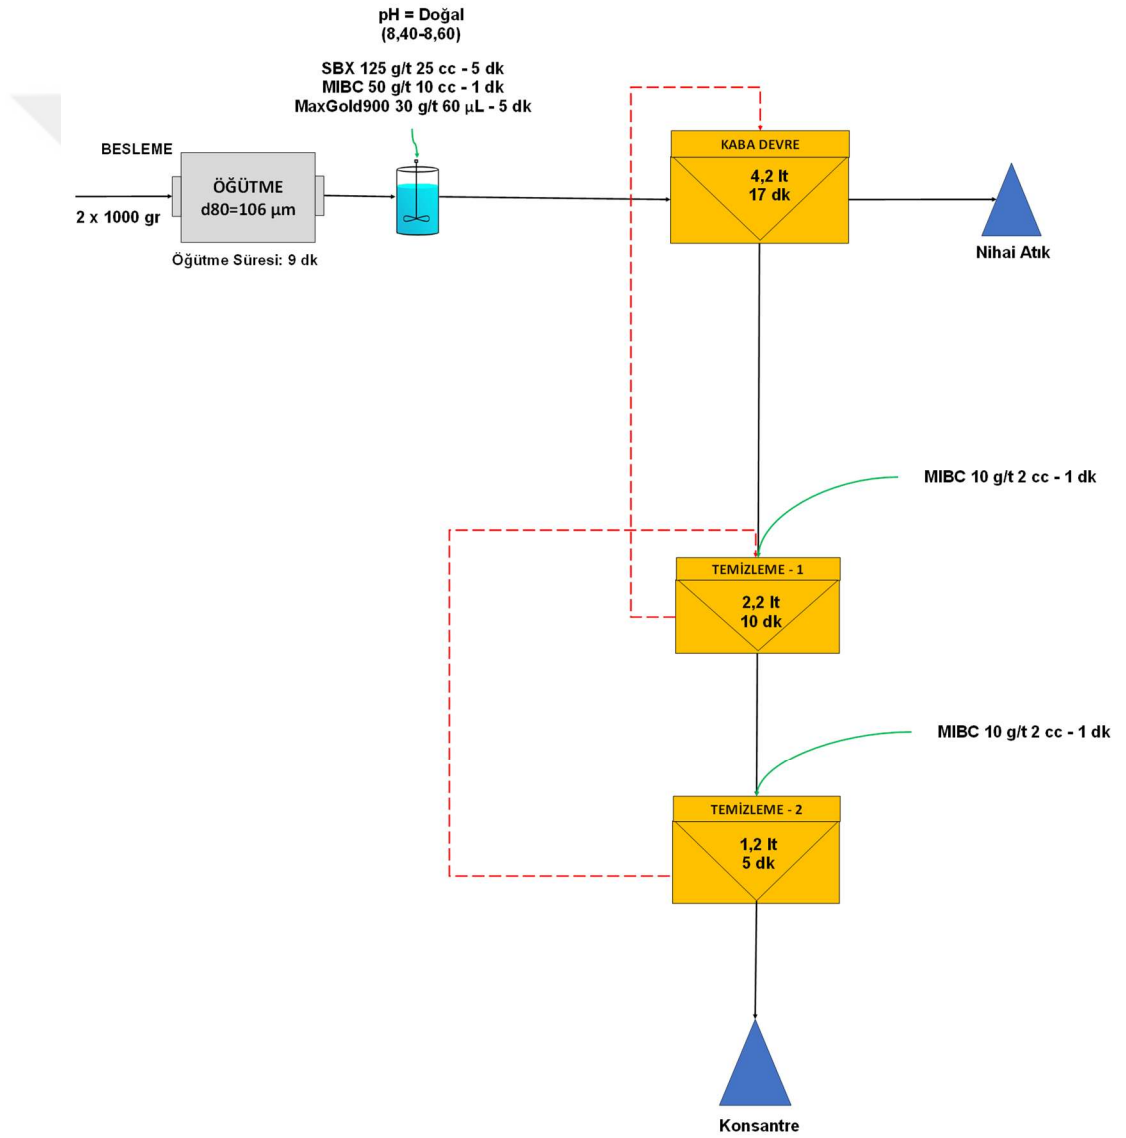 pH = Doğal
(8,40-8,60)
SBX 125 g/t 25 cc - 5 dk
MIBC 50 g/t 10 cc - 1 dk
MaxGold900 30 g/t 60 µL - 5 dk
BESLEME
2 x 1000 gr
ÖĞÜTME
d80=106 µm
Öğütme Süresi: 9 dk
KABA DEVRE
4,2 lt
17 dk
Nihai Atık
MIBC 10 g/t 2 cc - 1 dk
TEMİZLEME - 1
2,2 lt
10 dk
MIBC 10 g/t 2 cc - 1 dk
TEMİZLEME - 2
1,2 lt
5 dk
Konsantre